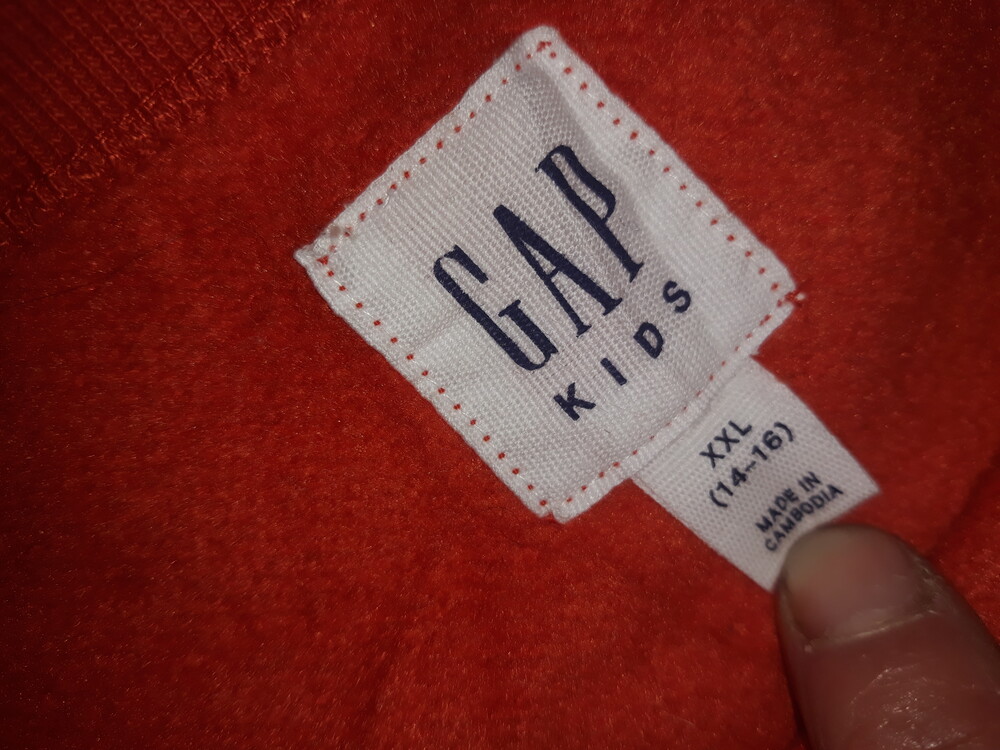 GAP
KIDS
XXL
(14-16)
MADE IN
CAMBODIA